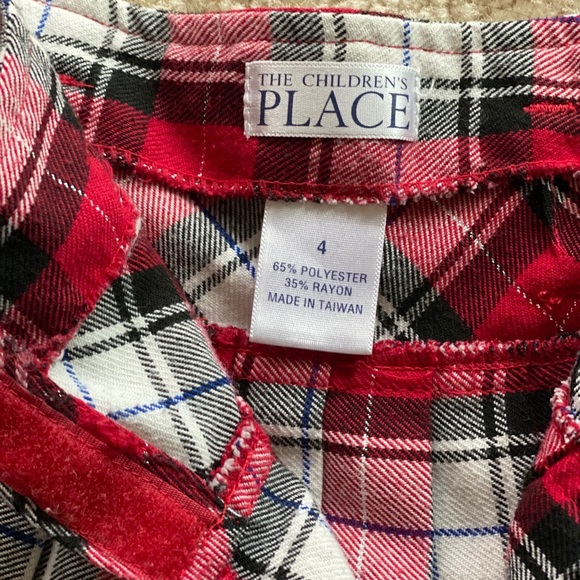 THE CHILDREN'S
PLACE
4
65% POLYESTER
35% RAYON
MADE IN TAIWAN